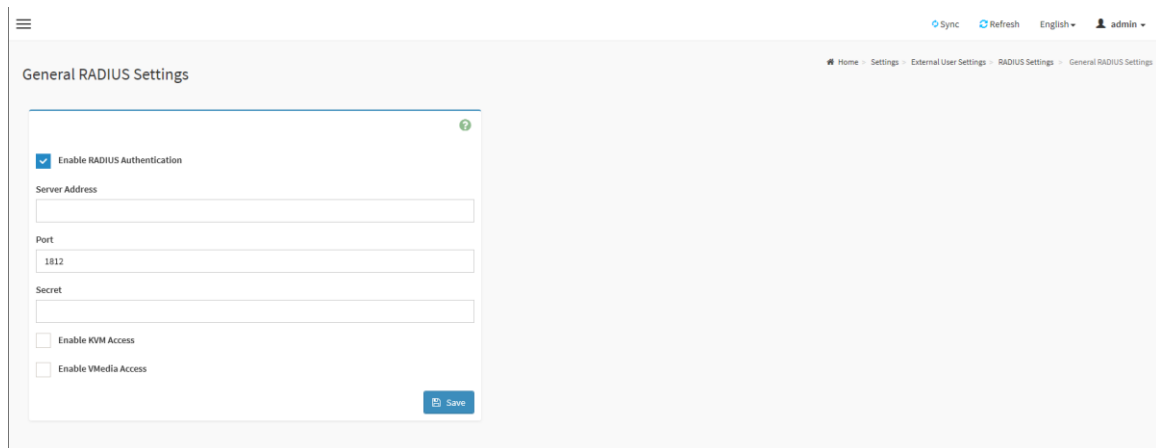 Sync Refresh English admin
Home > Settings > External User Settings > RADIUS Settings > General RADIUS Settings
General RADIUS Settings
Enable RADIUS Authentication
Server Address
Port
1812
Secret
Enable KVM Access
Enable VMedia Access
Save